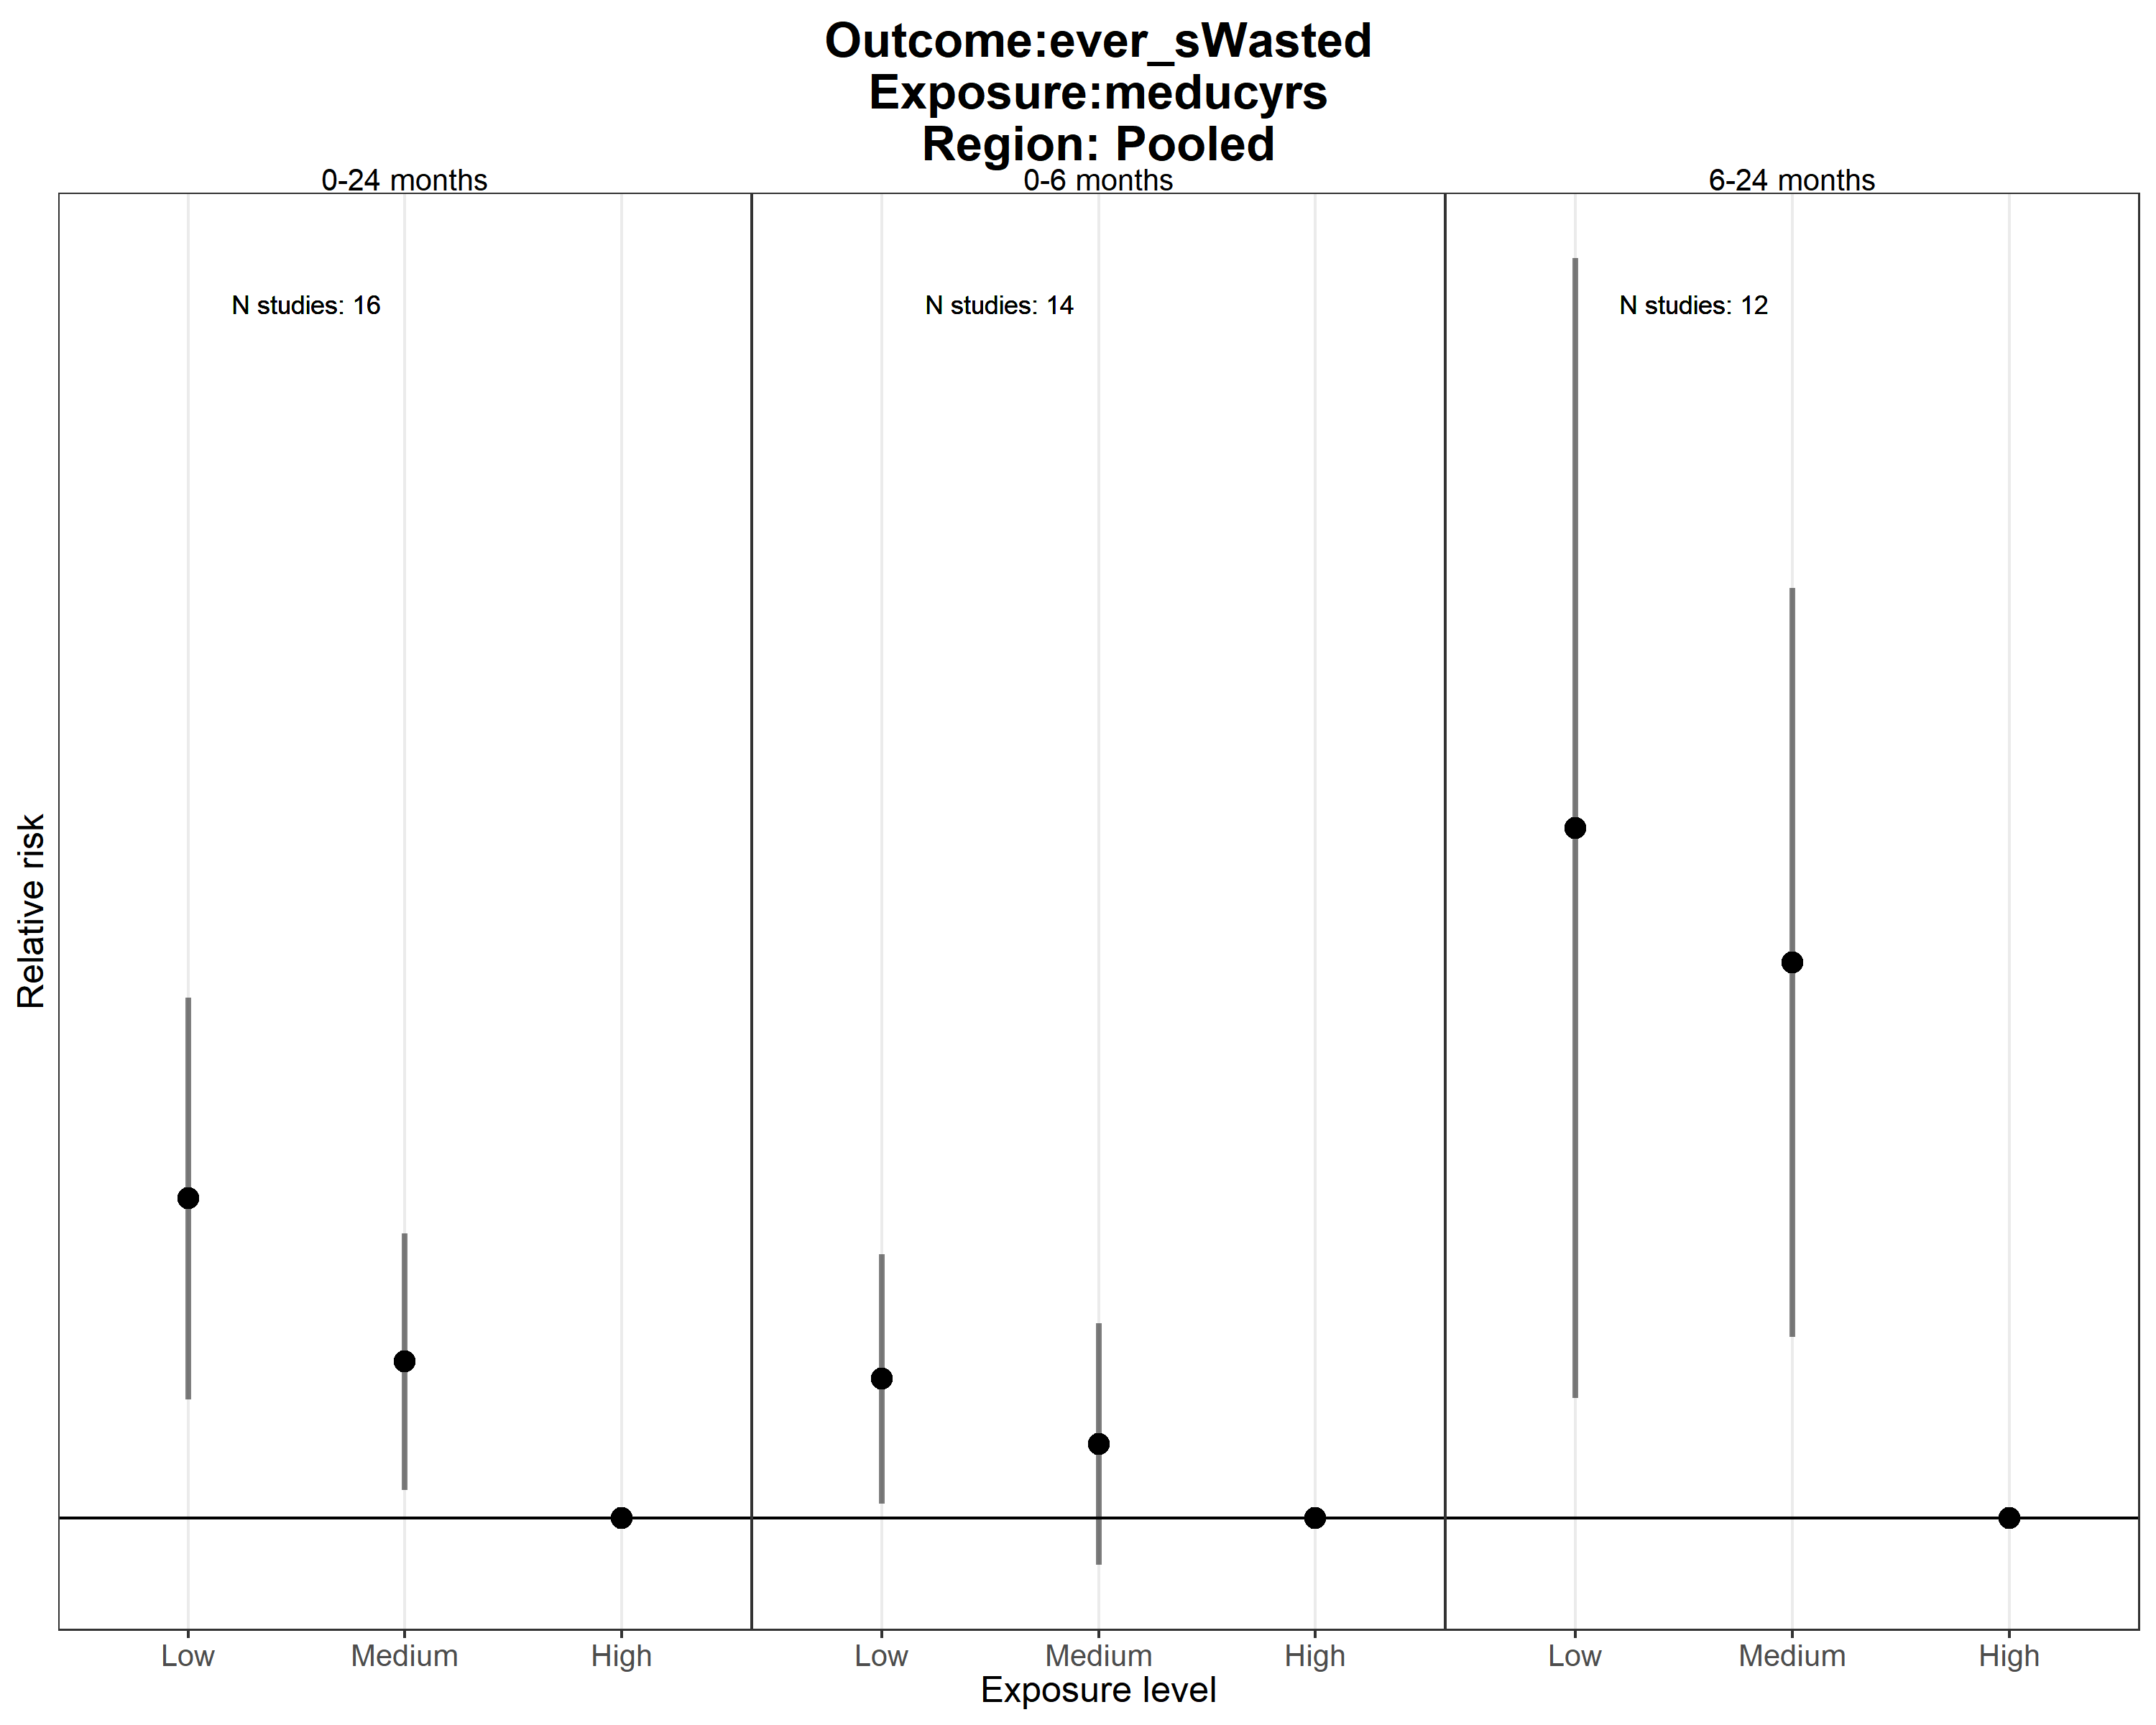 Outcome:ever_sWasted
Exposure:meducyrs
Region: Pooled
0-24 months
0-6 months
6-24 months
N studies: 16
N studies: 14
N studies: 12
Relative risk
Low
Medium
High
Low
Medium
High
Low
Medium
High
Exposure level